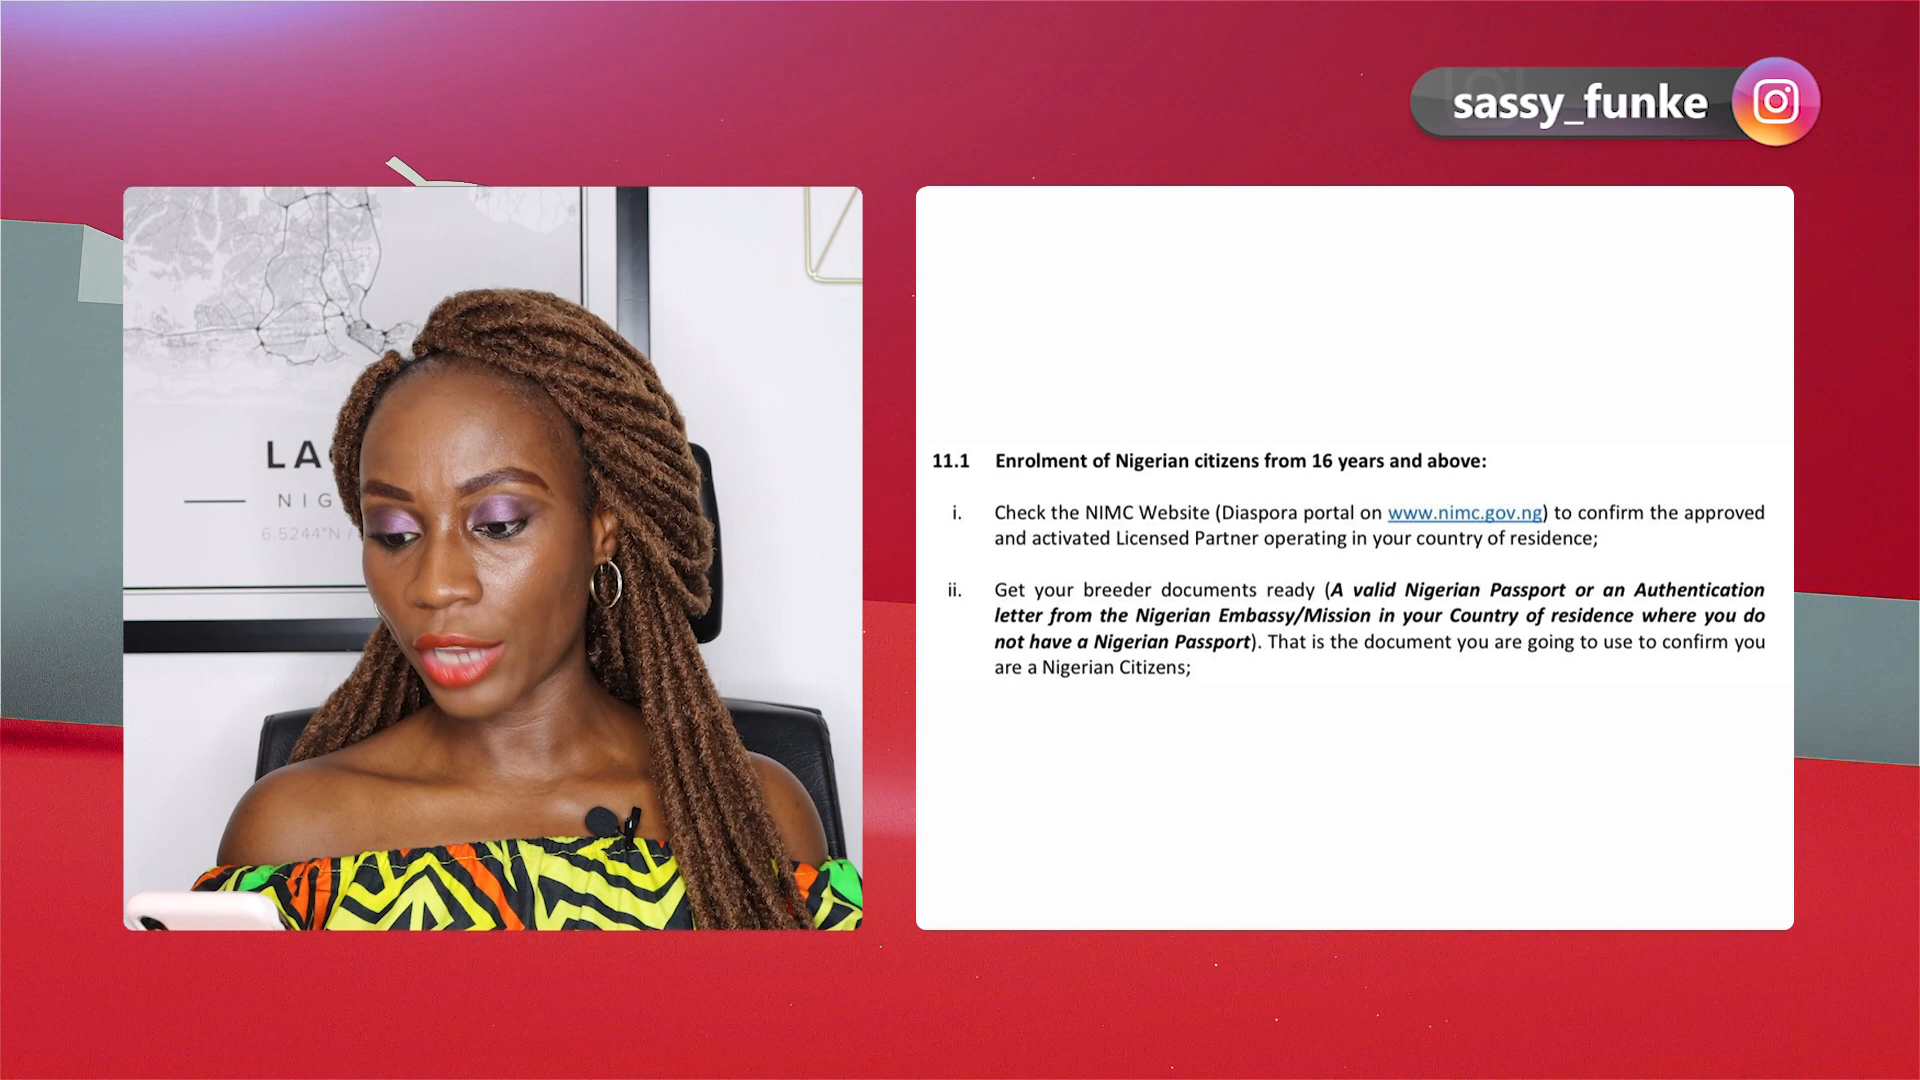 sassy_funke
LA
NIG
6.5244°N /
11.1 Enrolment of Nigerian citizens from 16 years and above:
i. Check the NIMC Website (Diaspora portal on www.nimc.gov.ng) to confirm the approved
and activated Licensed Partner operating in your country of residence;
ii. Get your breeder documents ready (A valid Nigerian Passport or an Authentication
letter from the Nigerian Embassy/Mission in your Country of residence where you do
not have a Nigerian Passport). That is the document you are going to use to confirm you
are a Nigerian Citizens;